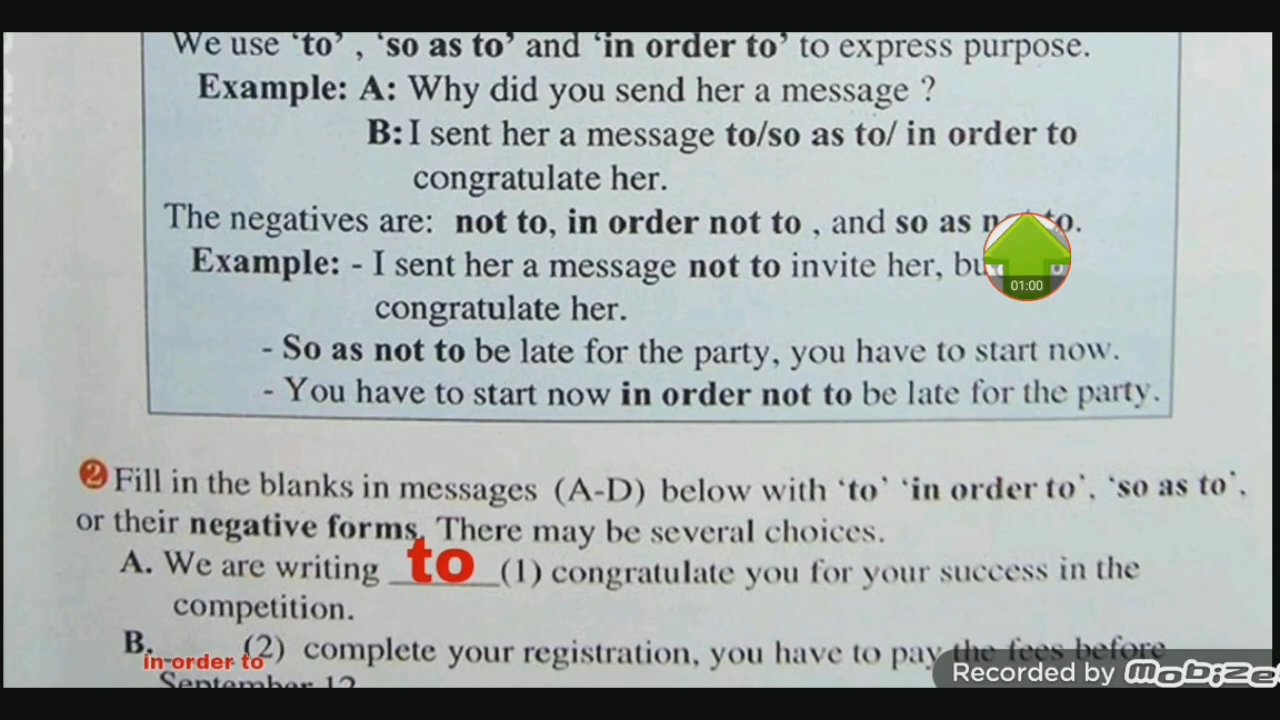 We use ‘to’ , ‘so as to’ and ‘in order to’ to express purpose.
Example: A: Why did you send her a message ?
B: I sent her a message to/so as to/ in order to
congratulate her.
The negatives are: not to, in order not to , and so as to.
Example: - I sent her a message not to invite her,
01:00
congratulate her.
- So as not to be late for the party, you have to start now.
- You have to start now in order not to be late for the party.
2 Fill in the blanks in messages (A-D) below with ‘to’ ‘in order to’, ‘so as to’,
or their negative forms. There may be several choices.
A. We are writing to (1) congratulate you for your success in the
competition.
B. in order to (2) complete your registration, you have to pay the fees before
September 12
Recorded by Mobize